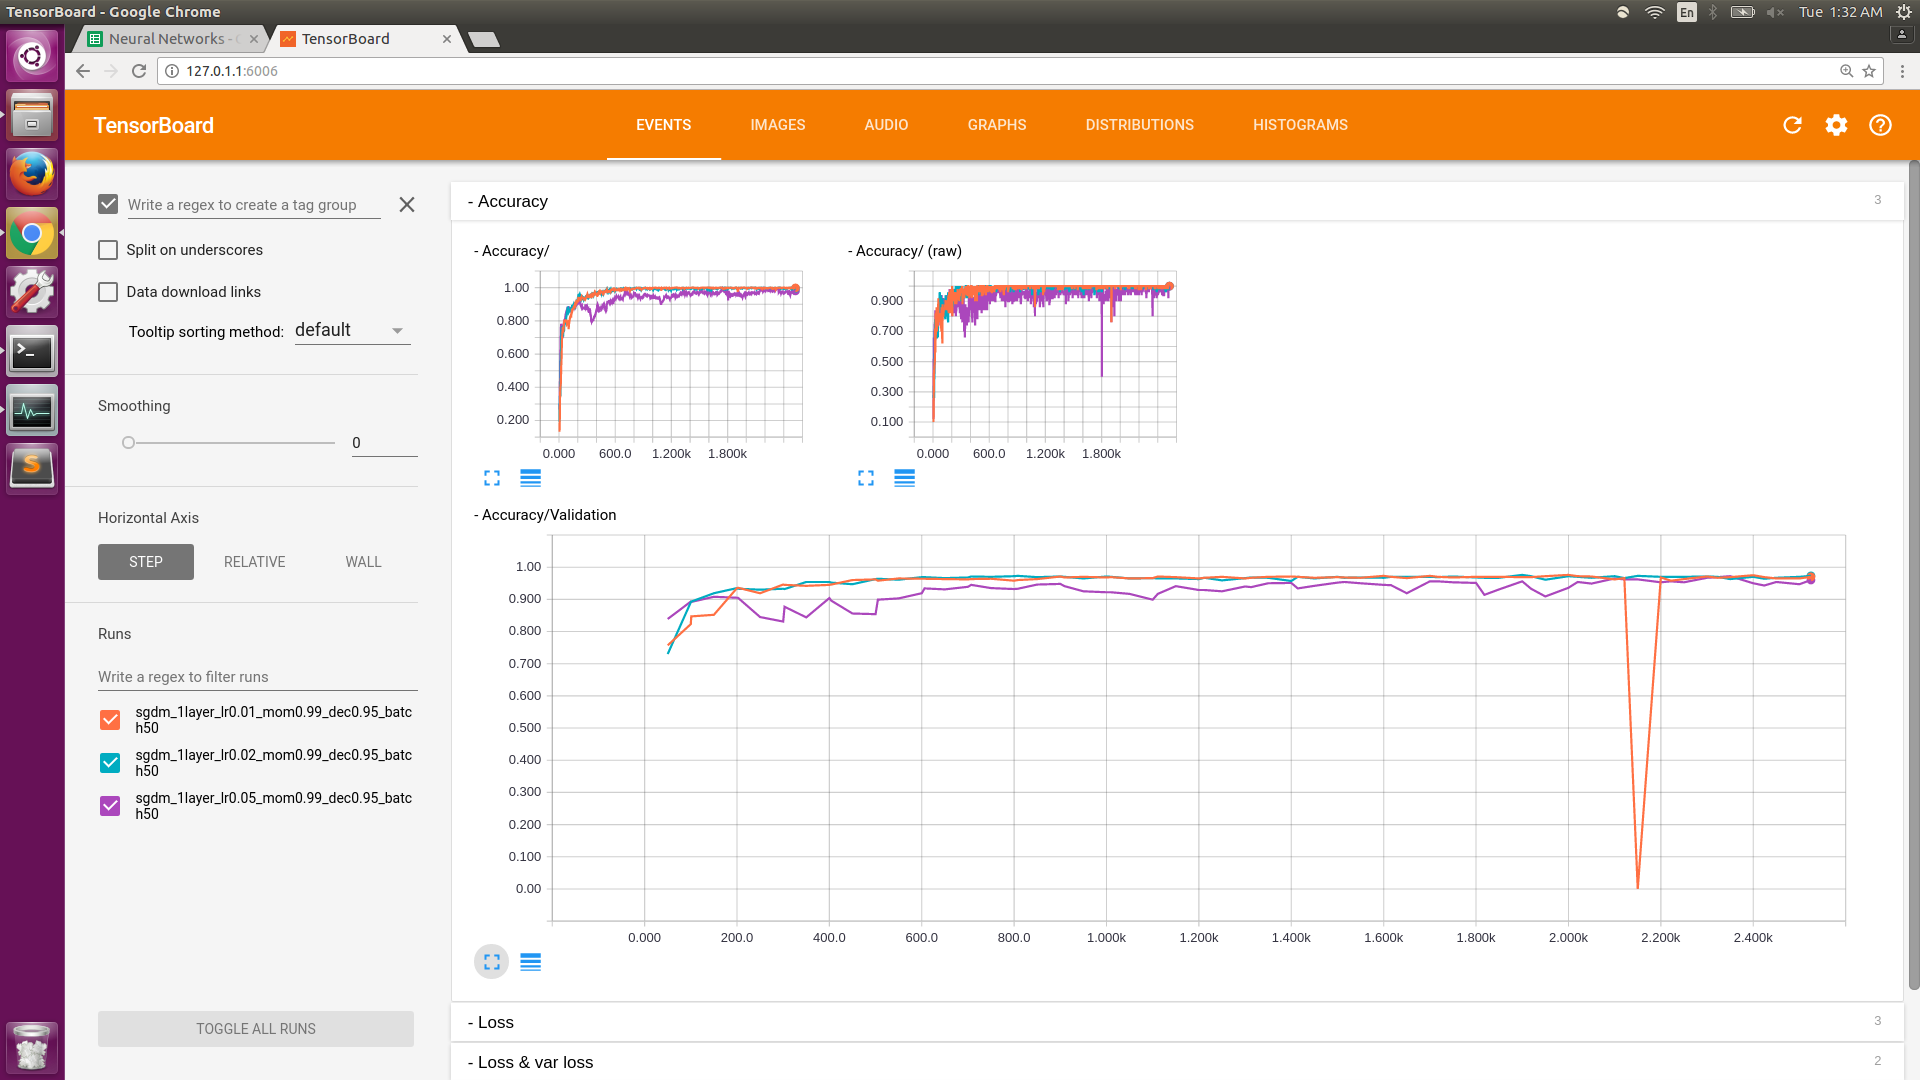 TensorBoard - Google Chrome
En
Tue 1:32 AM
Neural Networks -
TensorBoard
127.0.1.1:6006
TensorBoard
EVENTS
IMAGES
AUDIO
GRAPHS
DISTRIBUTIONS
HISTOGRAMS
Write a regex to create a tag group
Split on underscores
Data download links
Tooltip sorting method: default
Smoothing
0
Horizontal Axis
STEP
RELATIVE
WALL
Runs
Write a regex to filter runs
sgdm_1layer_lr0.01_mom0.99_dec0.95_batc
h50
sgdm_1layer_lr0.02_mom0.99_dec0.95_batc
h50
sgdm_1layer_lr0.05_mom0.99_dec0.95_batc
h50
TOGGLE ALL RUNS
- Accuracy
3
- Accuracy/
1.00
0.800
0.600
0.400
0.200
0.000 600.0 1.200k 1.800k
- Accuracy/ (raw)
0.900
0.700
0.500
0.300
0.100
0.000 600.0 1.200k 1.800k
- Accuracy/Validation
1.00
0.900
0.800
0.700
0.600
0.500
0.400
0.300
0.200
0.100
0.00
0.000 200.0 400.0 600.0 800.0 1.000k 1.200k 1.400k 1.600k 1.800k 2.000k 2.200k 2.400k
- Loss
3
- Loss & var loss
2